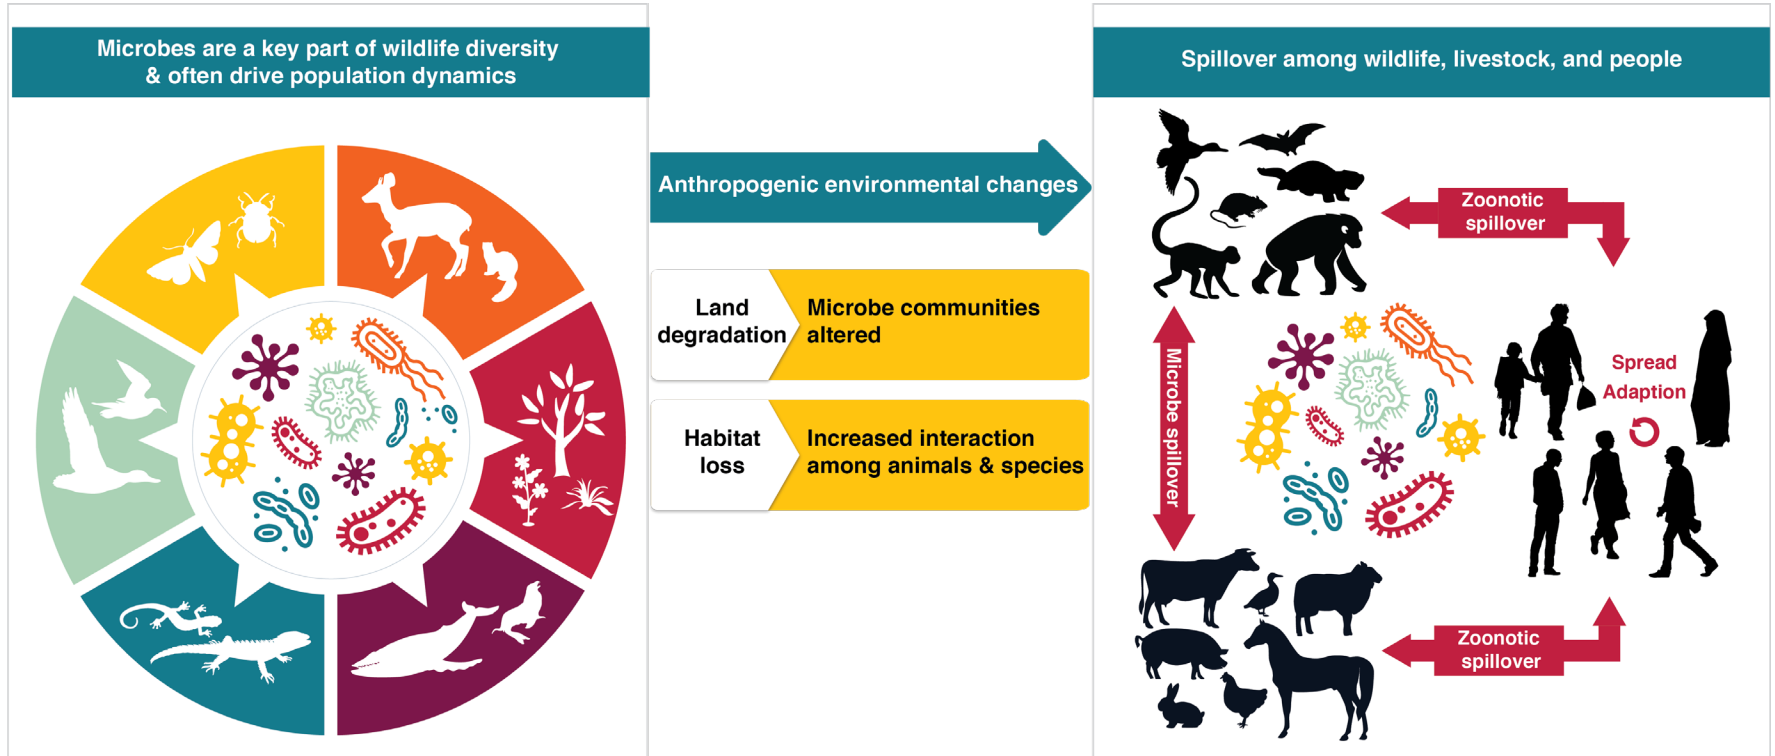 Microbes are a key part of wildlife diversity
& often drive population dynamics
Anthropogenic environmental changes
Land
degradation
Microbe communities
altered
Habitat
loss
Increased interaction
among animals & species
Spillover among wildlife, livestock, and people
Zoonotic
spillover
Microbe spillover
Spread
Adaption
Zoonotic
spillover